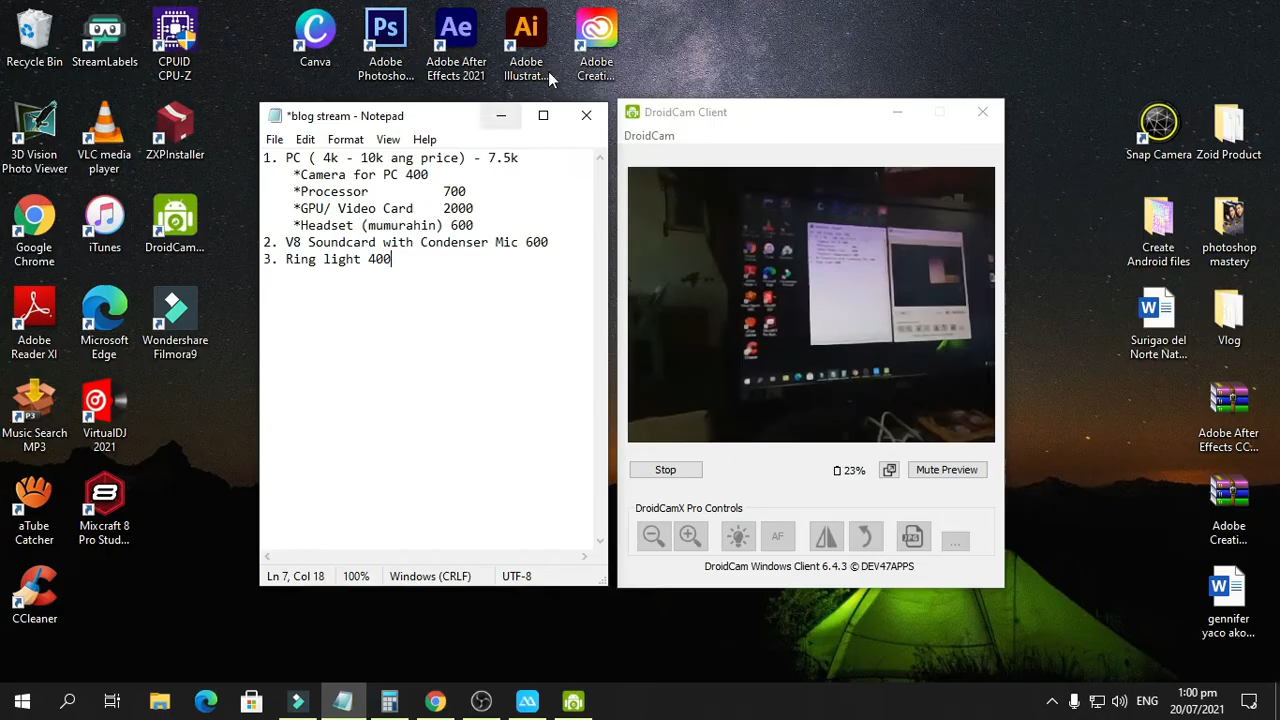 Recycle Bin
StreamLabels
CPUID
CPU-Z
Canva
Ps
Adobe
Photosho...
Ae
Adobe After
Effects 2021
Ai
Adobe
Illustrat...
Adobe
Creati...
3D Vision
Photo Viewer
VLC media
player
ZXPInstaller
Google
Chrome
iTunes
DroidCam...
Adobe
Reader XI
Microsoft
Edge
Wondershare
Filmora9
P3
Music Search
MP3
VirtualDJ
2021
aTube
Catcher
Mixcraft 8
Pro Stud...
CCleaner
*blog stream - Notepad
File Edit Format View Help
1. PC ( 4k - 10k ang price) - 7.5k
*Camera for PC 400
*Processor 700
*GPU/ Video Card 2000
*Headset (mumurahin) 600
2. V8 Soundcard with Condenser Mic 600
3. Ring light 400
Ln 7, Col 18 100% Windows (CRLF) UTF-8
DroidCam Client
DroidCam
Stop
23%
Mute Preview
DroidCamX Pro Controls
AF
JPG
...
DroidCam Windows Client 6.4.3 © DEV47APPS
Snap Camera
Zoid Product
Create
Android files
photoshop
mastery
Surigao del
Norte Nat...
Vlog
Adobe After
Effects CC...
Adobe
Creati...
gennifer
yaco ako...
ENG
1:00 pm
20/07/2021